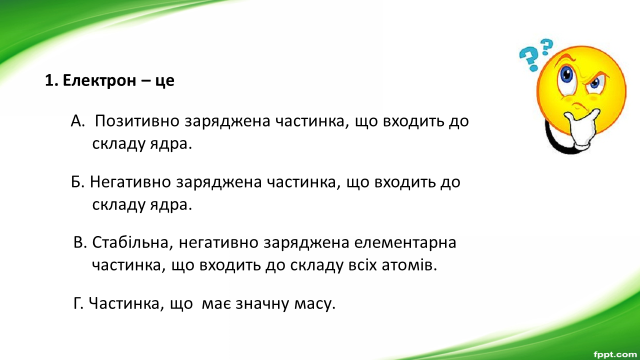 1. Електрон – це
А. Позитивно заряджена частинка, що входить до
складу ядра.
Б. Негативно заряджена частинка, що входить до
складу ядра.
В. Стабільна, негативно заряджена елементарна
частинка, що входить до складу всіх атомів.
Г. Частинка, що має значну масу.
fppt.com